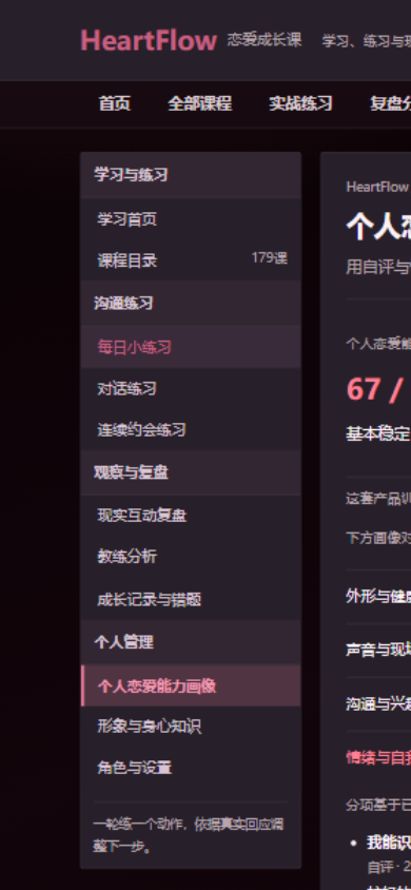 HeartFlow 恋爱成长课 学习、练习与现
首页 全部课程 实战练习 复盘分
学习与练习
学习首页
课程目录 179课
沟通练习
每日小练习
对话练习
连续约会练习
观察与复盘
现实互动复盘
教练分析
成长记录与错题
个人管理
个人恋爱能力画像
形象与身心知识
角色与设置
一轮练一个动作，依据真实回应调
整下一步。
HeartFlow
个人恋
用自评与
个人恋爱能
67 /
基本稳定
这套产品训
下方画像对
外形与健康
声音与现场
沟通与兴趣
情绪与自我
分项基于已
• 我能识
自评 · 2